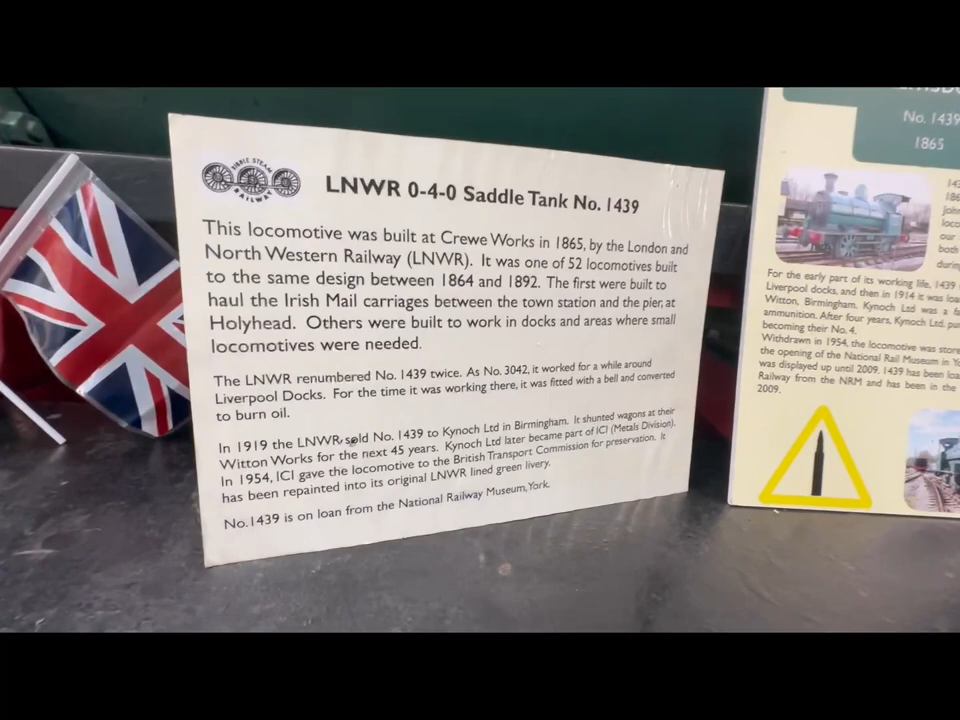 RIBBLE STEAM
RAILWAY
LNWR 0-4-0 Saddle Tank No. 1439
This locomotive was built at Crewe Works in 1865, by the London and
North Western Railway (LNWR). It was one of 52 locomotives built
to the same design between 1864 and 1892. The first were built to
haul the Irish Mail carriages between the town station and the pier, at
Holyhead. Others were built to work in docks and areas where small
locomotives were needed.
The LNWR renumbered No. 1439 twice. As No. 3042, it worked for a while around
Liverpool Docks. For the time it was working there, it was fitted with a bell and converted
to burn oil.
In 1919 the LNWR sold No. 1439 to Kynoch Ltd in Birmingham. It shunted wagons at their
Witton Works for the next 45 years. Kynoch Ltd later became part of ICI (Metals Division).
In 1954, ICI gave the locomotive to the British Transport Commission for preservation. It
has been repainted into its original LNWR lined green livery.
No.1439 is on loan from the National Railway Museum, York.
No. 1439
1865
For the early part of its working life, 1439
Liverpool docks, and then in 1914 it was
Witton, Birmingham. Kynoch Ltd was a
ammunition. After four years, Kynoch Ltd,
becoming their No. 4.
Withdrawn in 1954, the locomotive was
the opening of the National Rail Museum in
was displayed up until 2009. 1439 has been
Railway from the NRM and has been in the
2009.